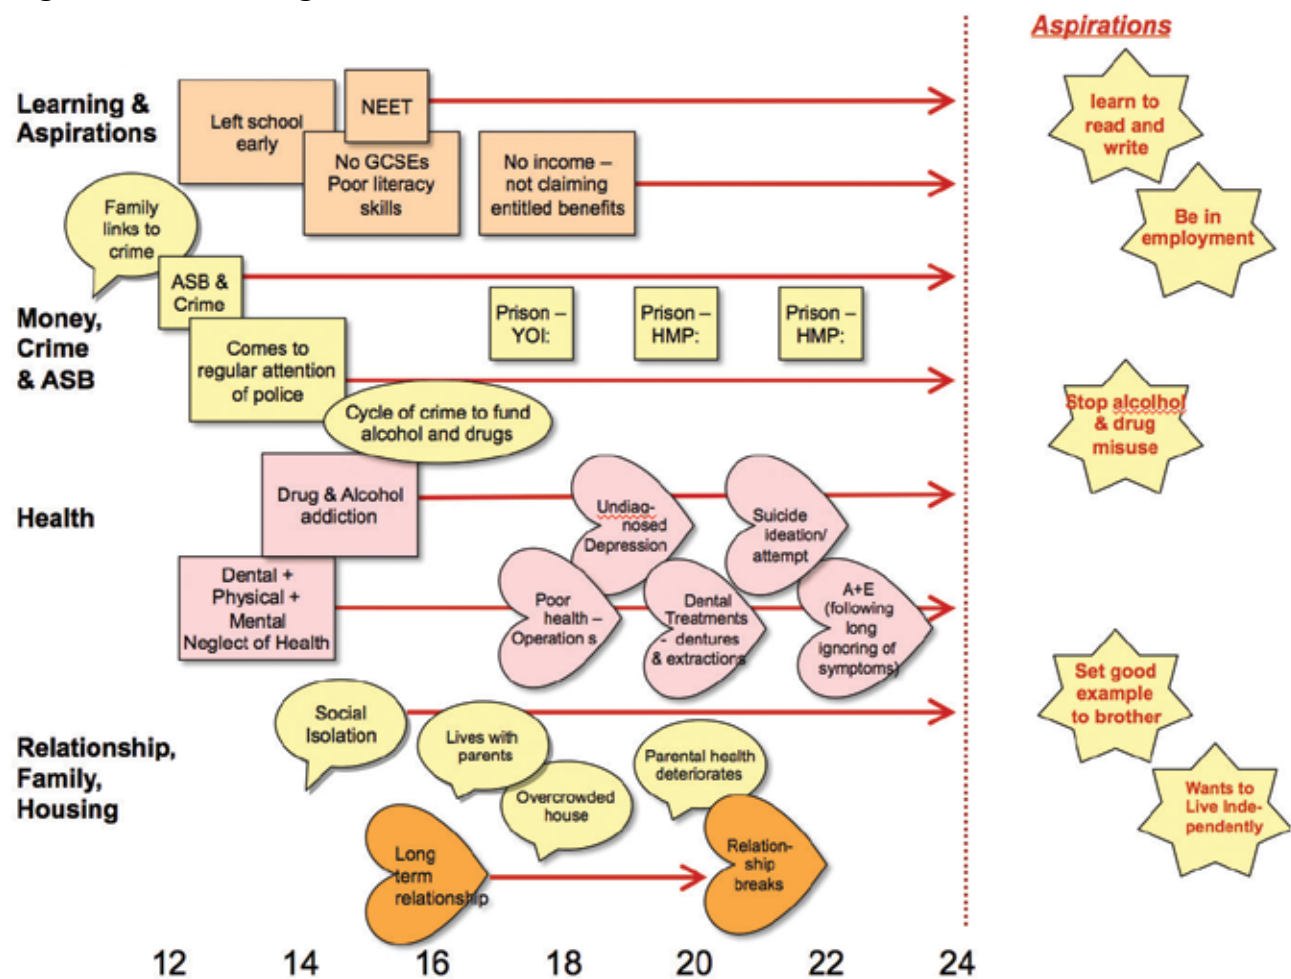 Aspirations
Learning &
Aspirations
Left school
early
NEET
No GCSEs
Poor literacy
skills
No income –
not claiming
entitled benefits
learn to
read and
write
Be in
employment
Family
links to
crime
ASB &
Crime
Money,
Crime
& ASB
Comes to
regular attention
of police
Prison –
YOI:
Prison –
HMP:
Prison –
HMP:
Cycle of crime to fund
alcohol and drugs
Stop alcolhol
& drug
misuse
Health
Drug & Alcohol
addiction
Undiag-
nosed
Depression
Suicide
ideation/
attempt
Dental +
Physical +
Mental
Neglect of Health
Poor
health –
Operation s
Dental
Treatments
- dentures
& extractions
A+E
(following
long
ignoring of
symptoms)
Set good
example
to brother
Relationship,
Family,
Housing
Social
Isolation
Lives with
parents
Overcrowded
house
Parental health
deteriorates
Wants to
Live Inde-
pendently
Long
term
relationship
Relation-
ship
breaks
12 14 16 18 20 22 24